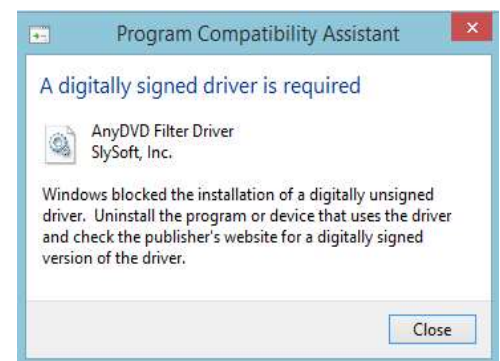 Program Compatibility Assistant
A digitally signed driver is required
AnyDVD Filter Driver
SlySoft, Inc.
Windows blocked the installation of a digitally unsigned
driver. Uninstall the program or device that uses the driver
and check the publisher's website for a digitally signed
version of the driver.
Close